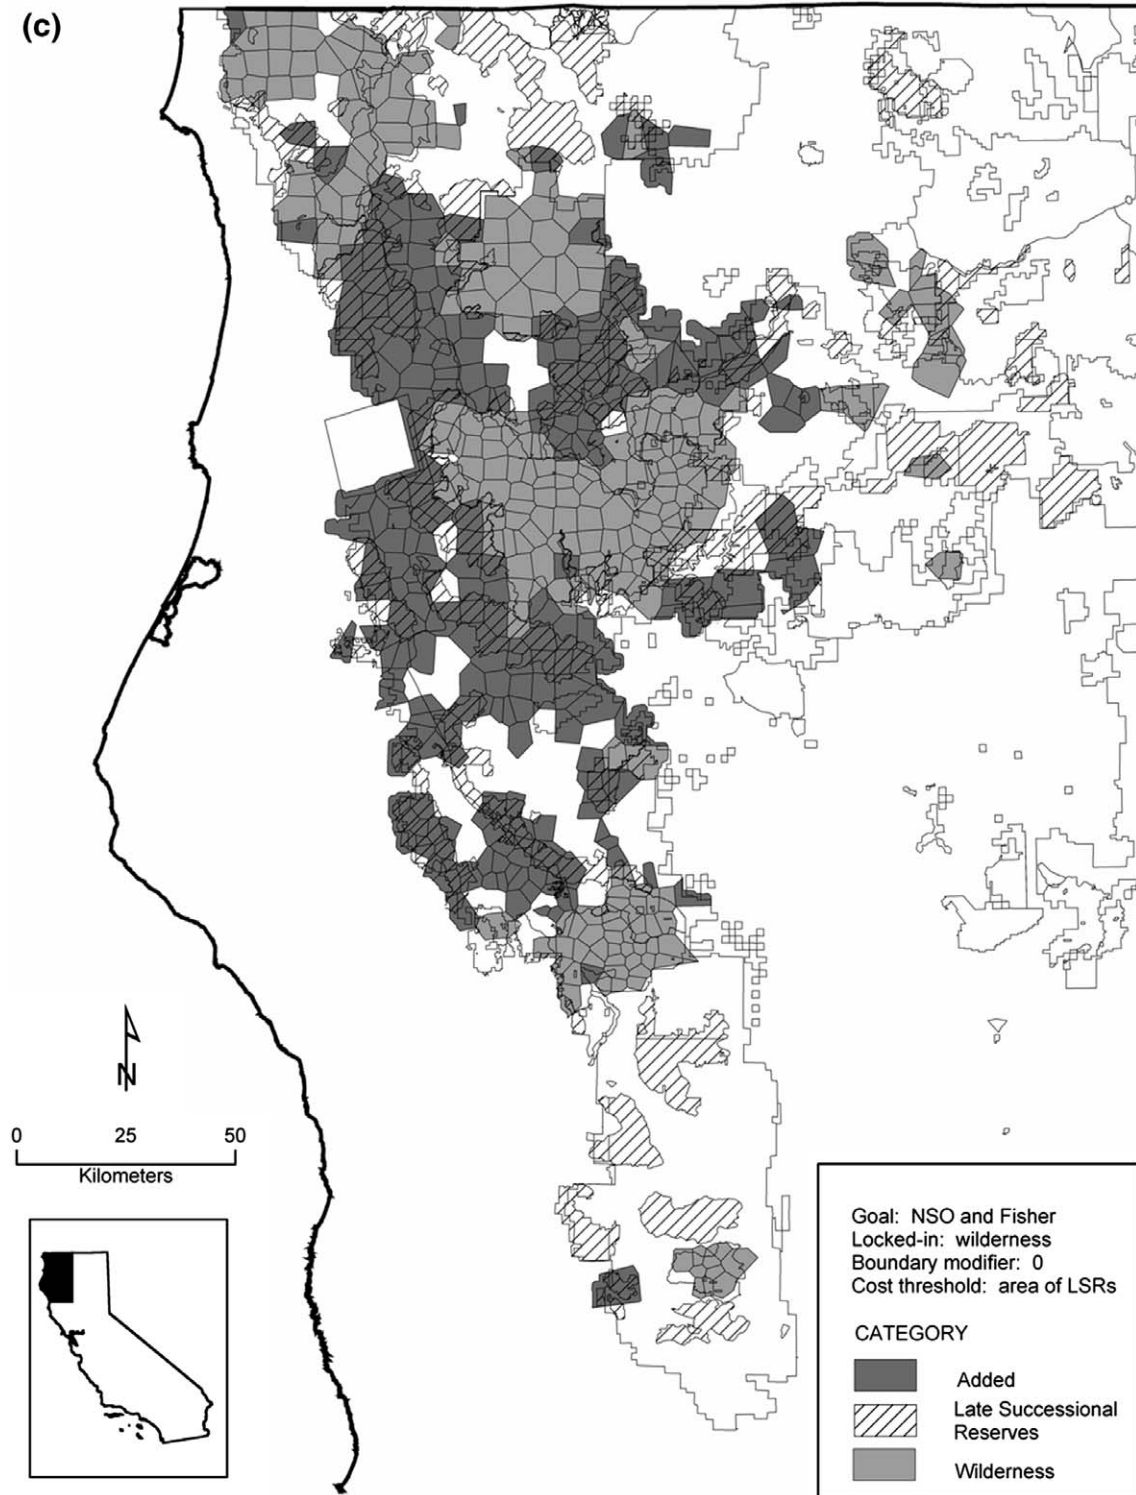 (c)
N
0 25 50
Kilometers
Goal: NSO and Fisher
Locked-in: wilderness
Boundary modifier: 0
Cost threshold: area of LSRs
CATEGORY
Added
Late Successional
Reserves
Wilderness